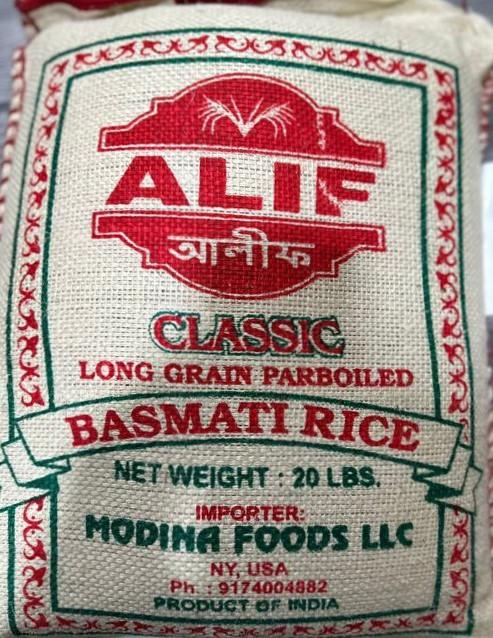 ALIF
আলীফ
CLASSIC
LONG GRAIN PARBOILED
BASMATI RICE
NET WEIGHT : 20 LBS.
IMPORTER:
MODINA FOODS LLC
NY, USA
Ph. : 9174004882
PRODUCT OF INDIA